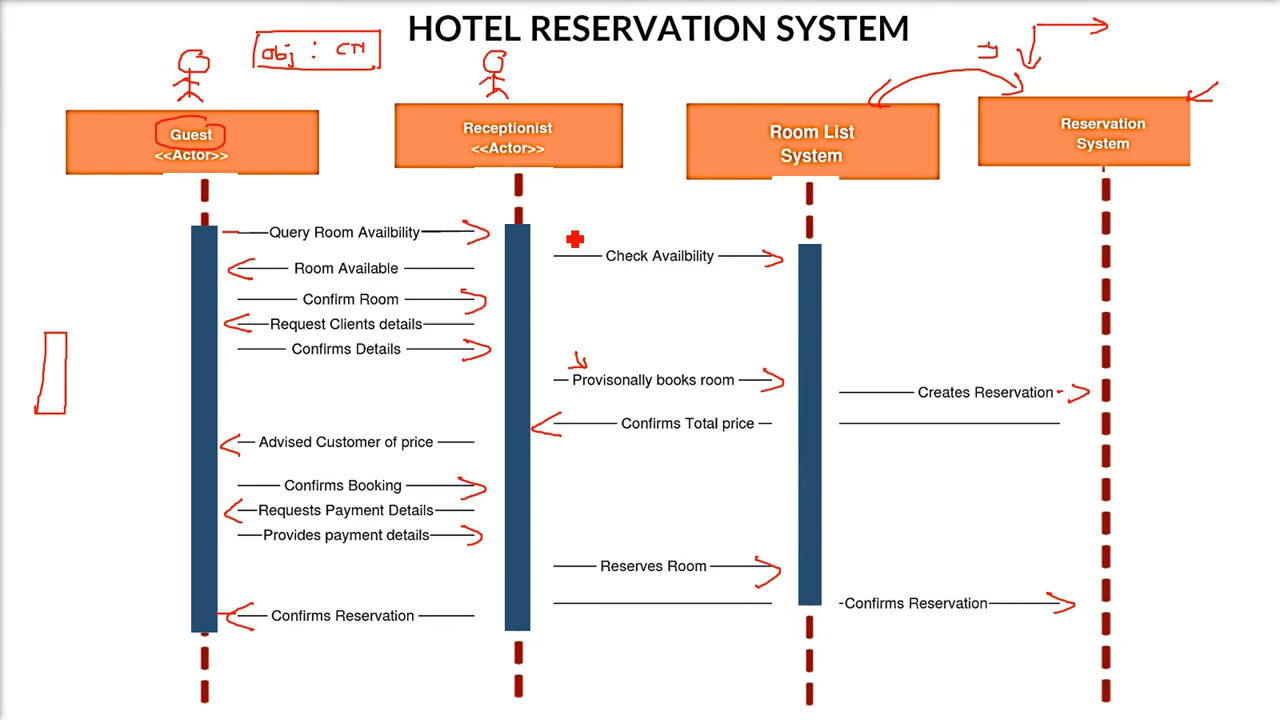 HOTEL RESERVATION SYSTEM
obj :
Guest
<<Actor>>
Receptionist
<<Actor>>
Room List
System
Reservation
System
Query Room Availbility
Check Availbility
Room Available
Confirm Room
Request Clients details
Confirms Details
Provisonally books room
Creates Reservation
Confirms Total price
Advised Customer of price
Confirms Booking
Requests Payment Details
Provides payment details
Reserves Room
Confirms Reservation
Confirms Reservation